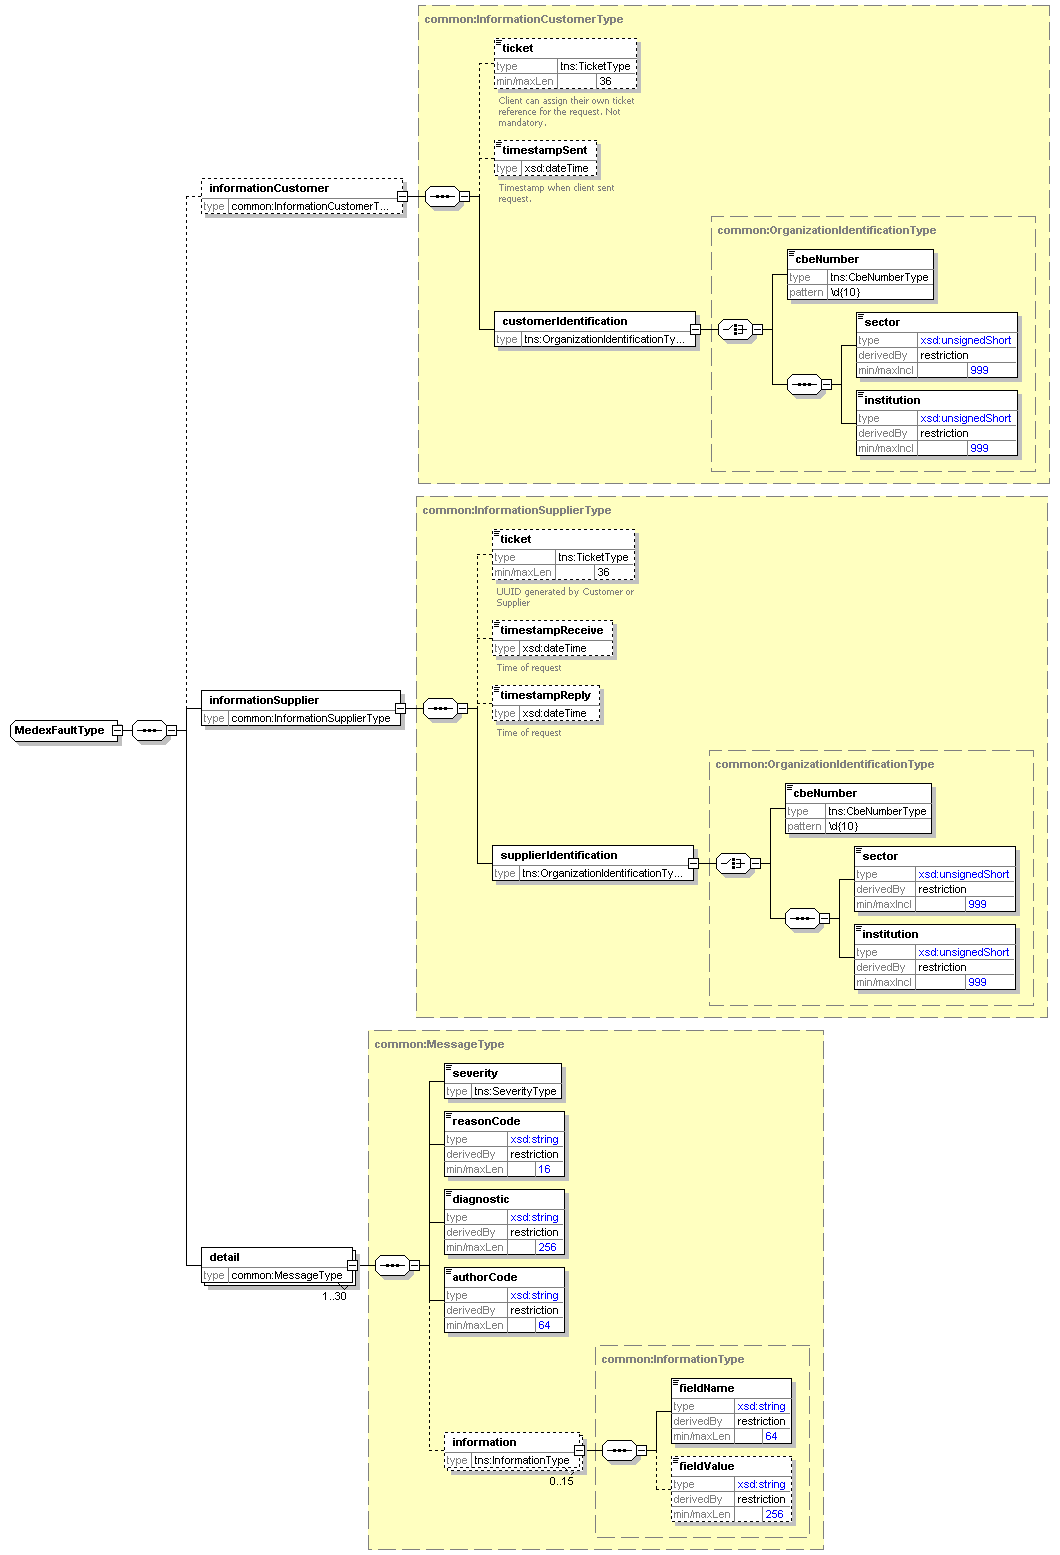 common:InformationCustomerType
ticket
type tns:TicketType
min/maxLen 36
Client can assign their own ticket
reference for the request. Not
mandatory.
timestampSent
type xsd:dateTime
Timestamp when client sent
request.
informationCustomer
type common:InformationCustomerT...
common:OrganizationIdentificationType
cbeNumber
type tns:CbeNumberType
pattern \d{10}
customerIdentification
type tns:OrganizationIdentificationTy...
sector
type xsd:unsignedShort
derivedBy restriction
min/maxIncl 999
institution
type xsd:unsignedShort
derivedBy restriction
min/maxIncl 999
common:InformationSupplierType
ticket
type tns:TicketType
min/maxLen 36
UUID generated by Customer or
Supplier
timestampReceive
type xsd:dateTime
Time of request
informationSupplier
type common:InformationSupplierType
timestampReply
type xsd:dateTime
Time of request
MedexFaultType
common:OrganizationIdentificationType
cbeNumber
type tns:CbeNumberType
pattern \d{10}
supplierIdentification
type tns:OrganizationIdentificationTy...
sector
type xsd:unsignedShort
derivedBy restriction
min/maxIncl 999
institution
type xsd:unsignedShort
derivedBy restriction
min/maxIncl 999
common:MessageType
severity
type tns:SeverityType
reasonCode
type xsd:string
derivedBy restriction
min/maxLen 16
diagnostic
type xsd:string
derivedBy restriction
min/maxLen 256
detail
type common:MessageType
1..30
authorCode
type xsd:string
derivedBy restriction
min/maxLen 64
common:InformationType
fieldName
type xsd:string
derivedBy restriction
min/maxLen 64
information
type tns:InformationType
0..15
fieldValue
type xsd:string
derivedBy restriction
min/maxLen 256